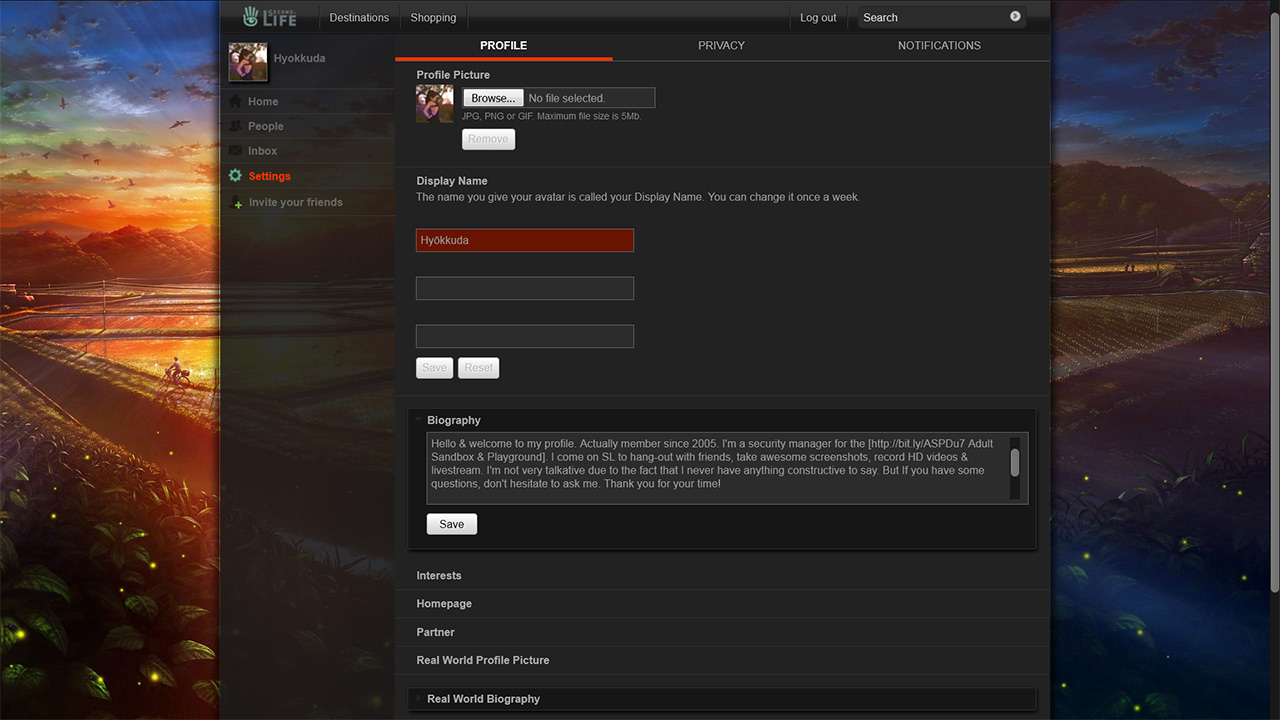 SECOND LIFE
Destinations
Shopping
Log out
Search
Hyokkuda
Home
People
Inbox
Settings
Invite your friends
PROFILE
PRIVACY
NOTIFICATIONS
Profile Picture
Browse... No file selected.
JPG, PNG or GIF. Maximum file size is 5Mb.
Remove
Display Name
The name you give your avatar is called your Display Name. You can change it once a week.
Hyōkkuda
Save
Reset
Biography
Hello & welcome to my profile. Actually member since 2005. I'm a security manager for the [http://bit.ly/ASPDu7 Adult
Sandbox & Playground]. I come on SL to hang-out with friends, take awesome screenshots, record HD videos &
livestream. I'm not very talkative due to the fact that I never have anything constructive to say. But If you have some
questions, don't hesitate to ask me. Thank you for your time!
Save
Interests
Homepage
Partner
Real World Profile Picture
Real World Biography